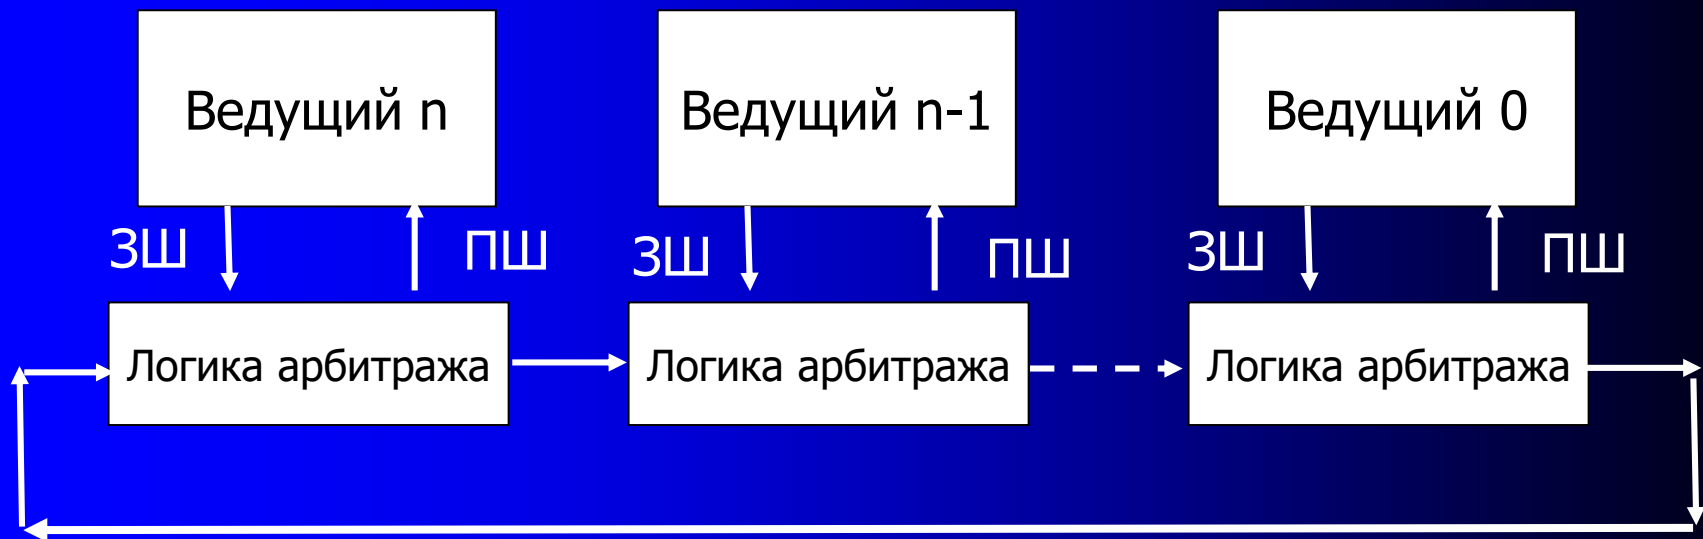 Ведущий n
Ведущий n-1
Ведущий 0
ЗШ
ПШ
ЗШ
ПШ
ЗШ
ПШ
Логика арбитража
Логика арбитража
Логика арбитража